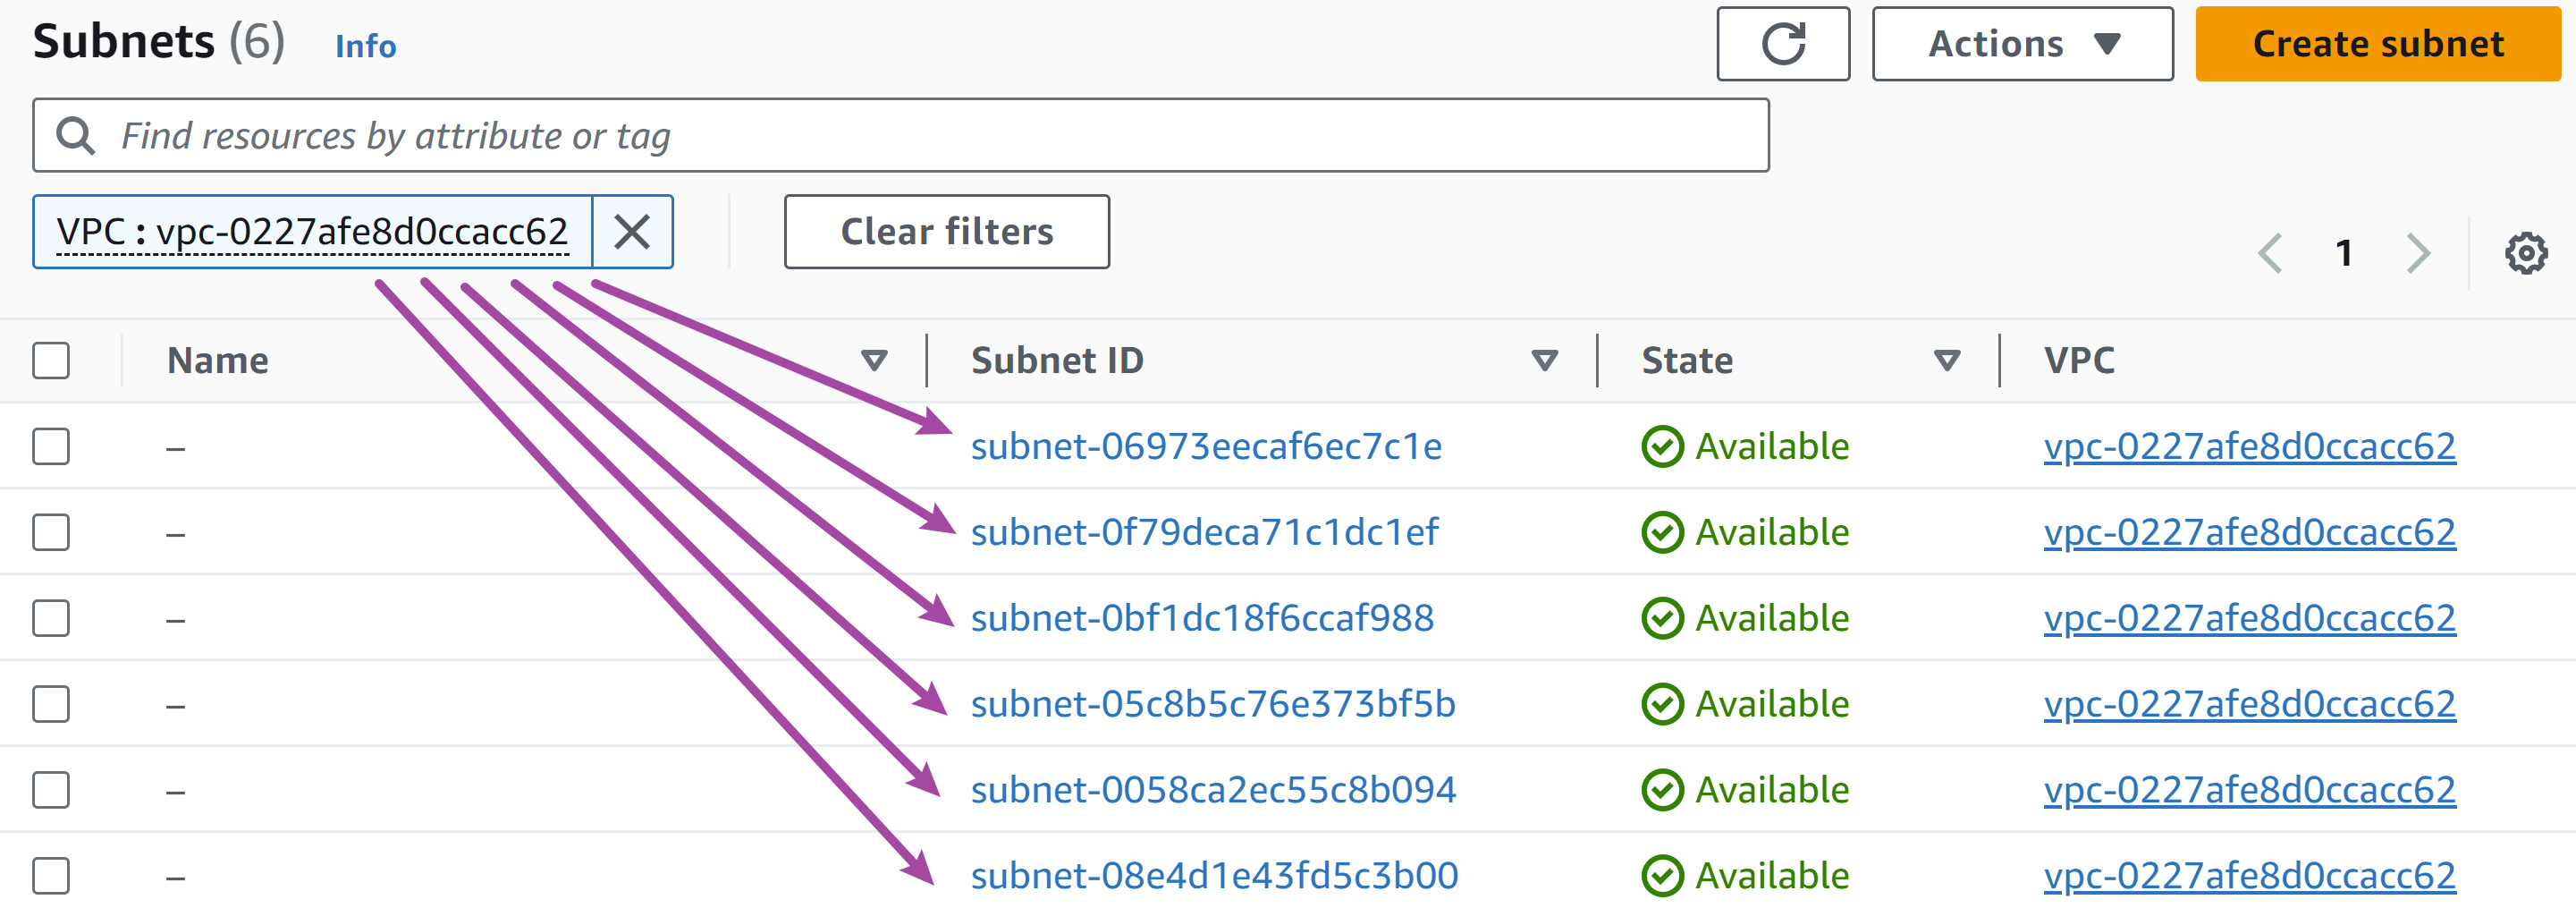 Subnets (6) Info Actions Create subnet
Find resources by attribute or tag
VPC : vpc-0227afe8d0ccacc62 Clear filters
1
Name Subnet ID State VPC
– subnet-06973eecaf6ec7c1e Available vpc-0227afe8d0ccacc62
– subnet-0f79deca71c1dc1ef Available vpc-0227afe8d0ccacc62
– subnet-0bf1dc18f6ccaf988 Available vpc-0227afe8d0ccacc62
– subnet-05c8b5c76e373bf5b Available vpc-0227afe8d0ccacc62
– subnet-0058ca2ec55c8b094 Available vpc-0227afe8d0ccacc62
– subnet-08e4d1e43fd5c3b00 Available vpc-0227afe8d0ccacc62